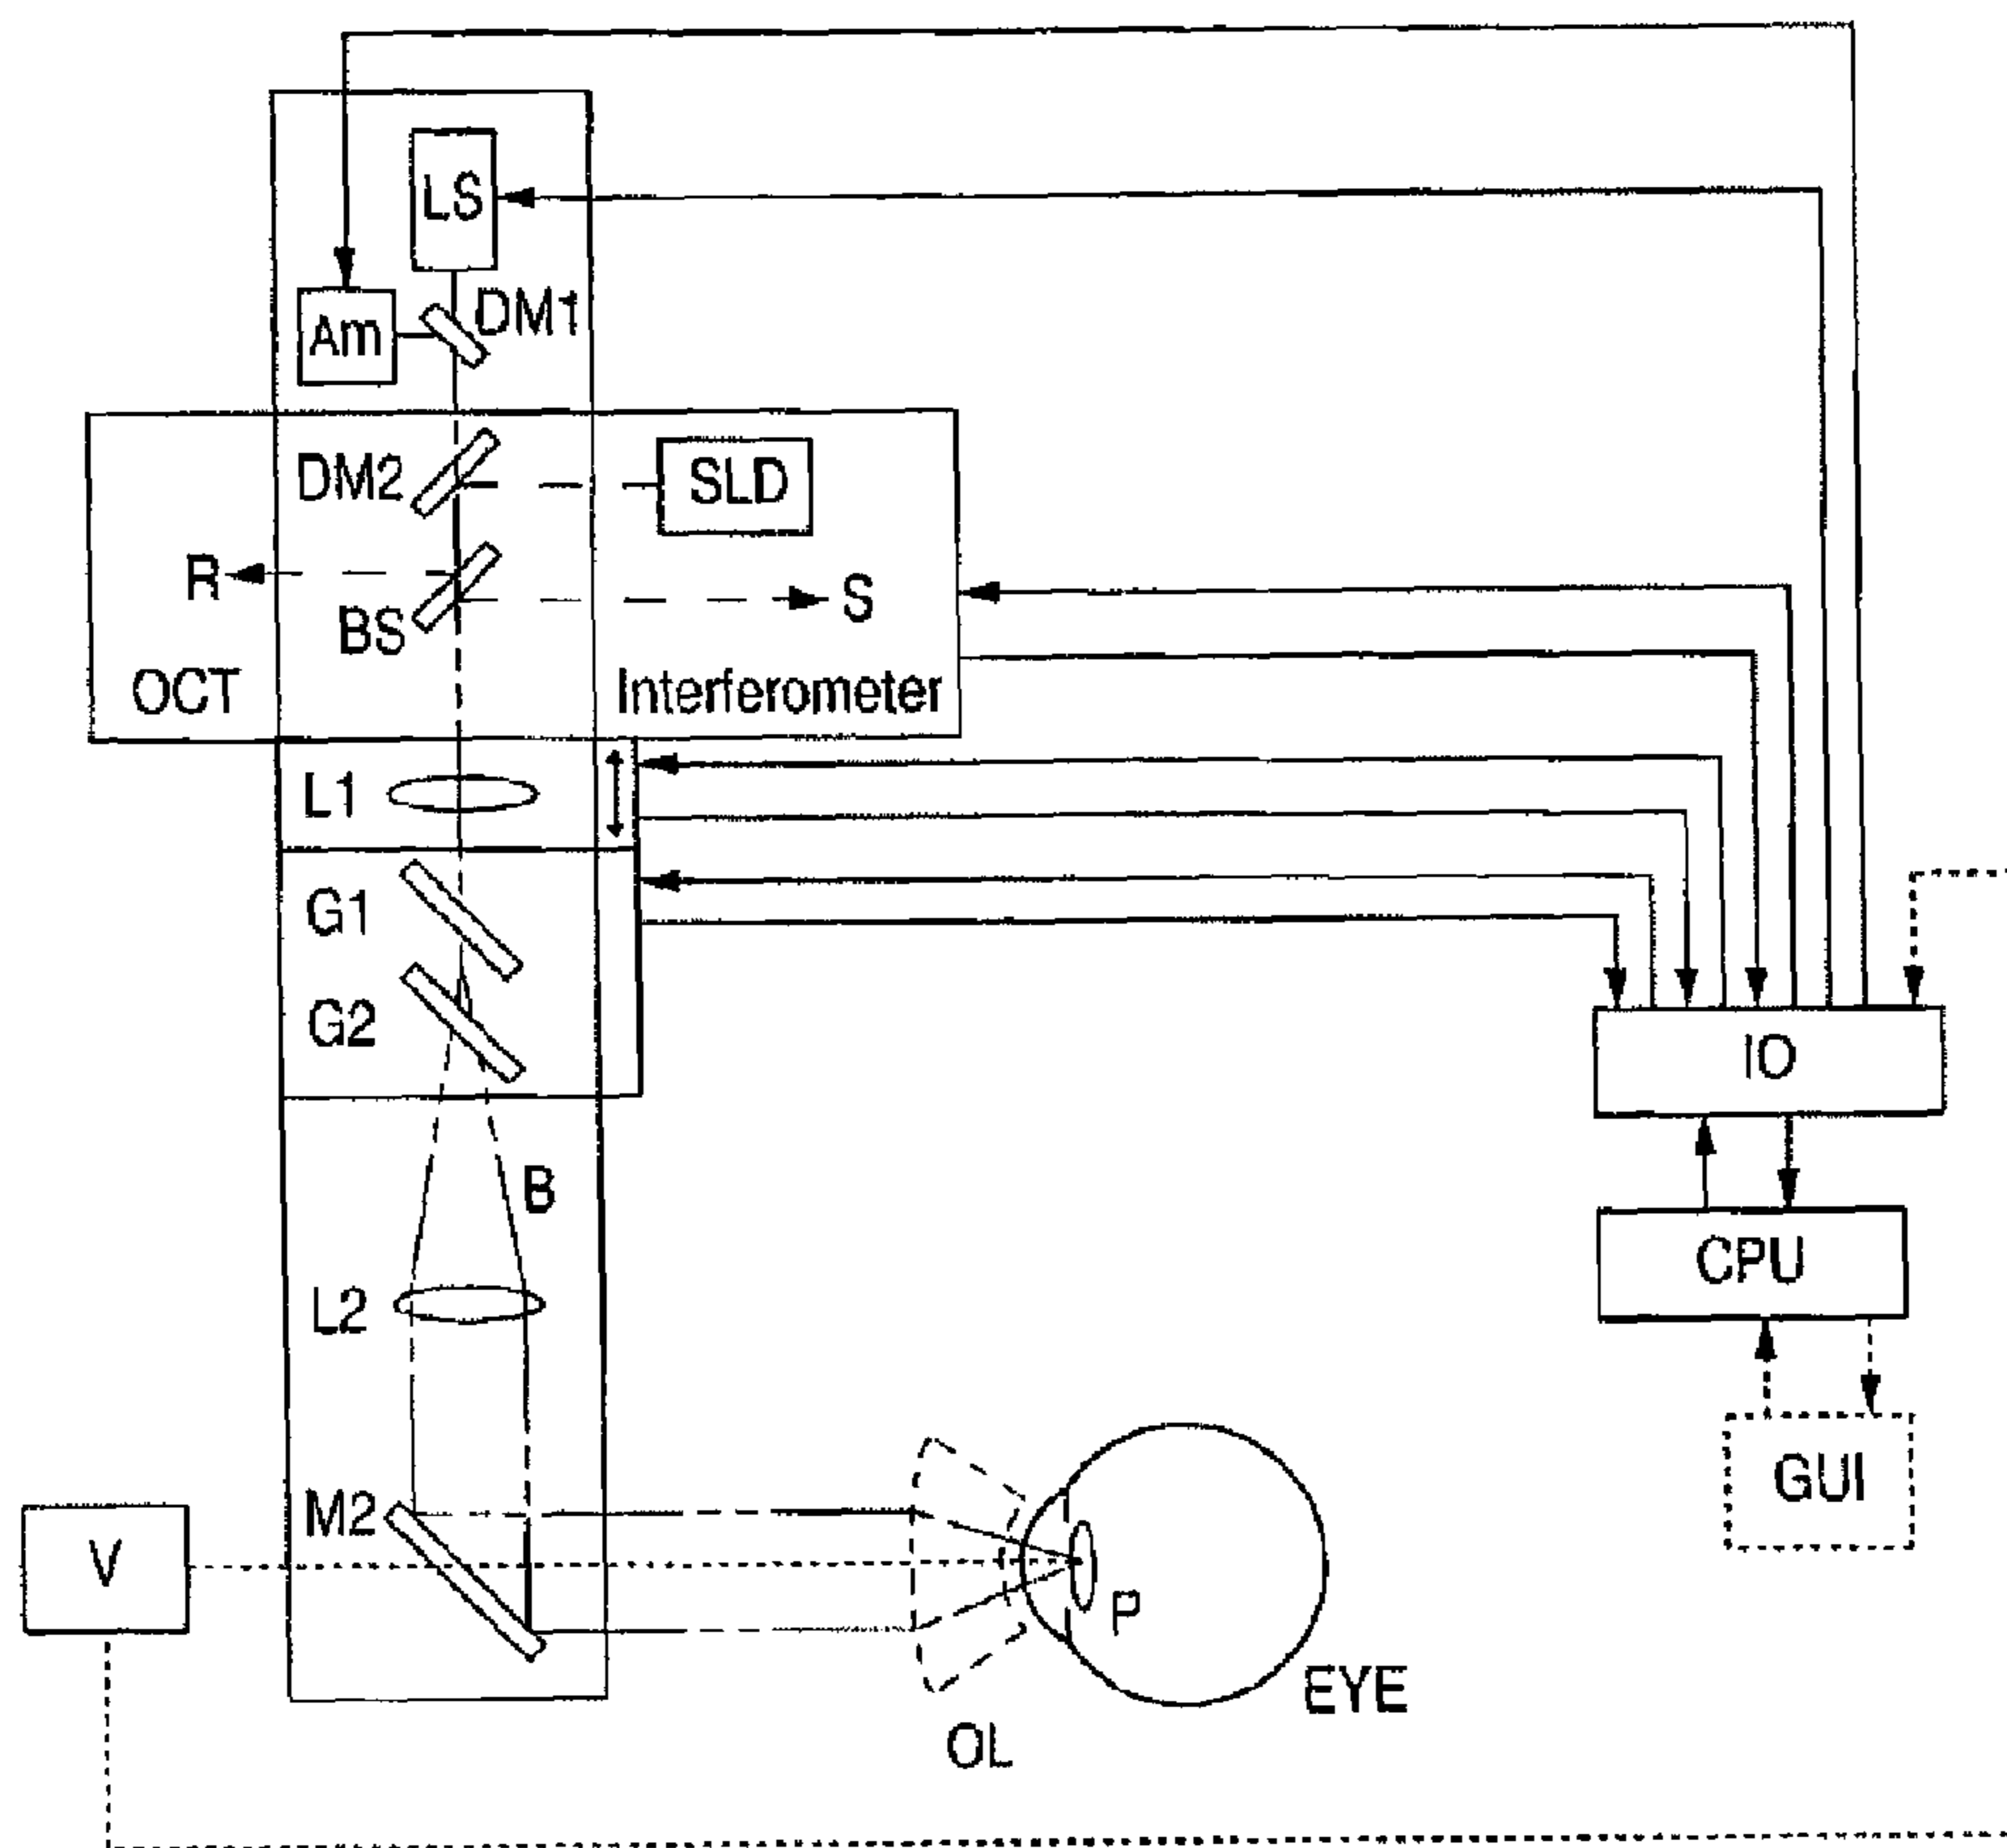 LS
DM1
Am
DM2
SLD
R
S
BS
OCT
Interferometer
L1
G1
G2
IO
B
CPU
L2
GUI
M2
V
P
EYE
OL